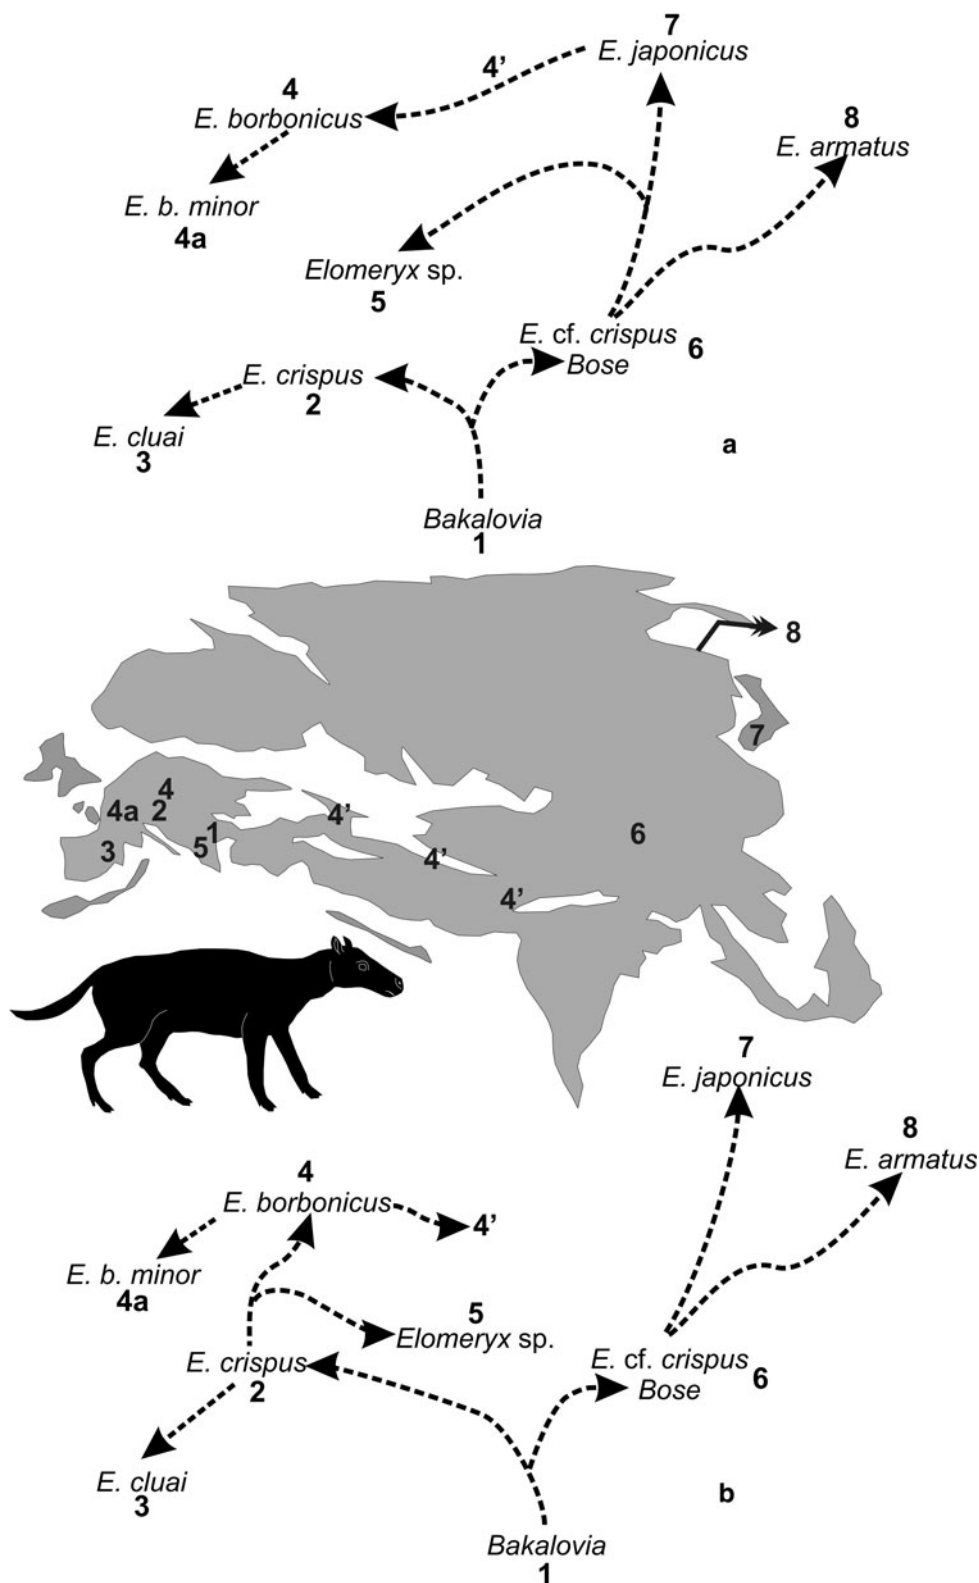 7
E. japonicus
4’
4
E. borbonicus
8
E. armatus
E. b. minor
4a
Elomeryx sp.
5
E. cf. crispus
Bose
6
E. crispus
2
E. cluai
3
a
Bakalovia
1
8
7
4
4a
2
4’
1
6
3
5
4’
4’
7
E. japonicus
8
E. armatus
4
E. borbonicus
4’
E. b. minor
4a
5
Elomeryx sp.
E. crispus
2
E. cf. crispus
Bose
6
E. cluai
3
b
Bakalovia
1